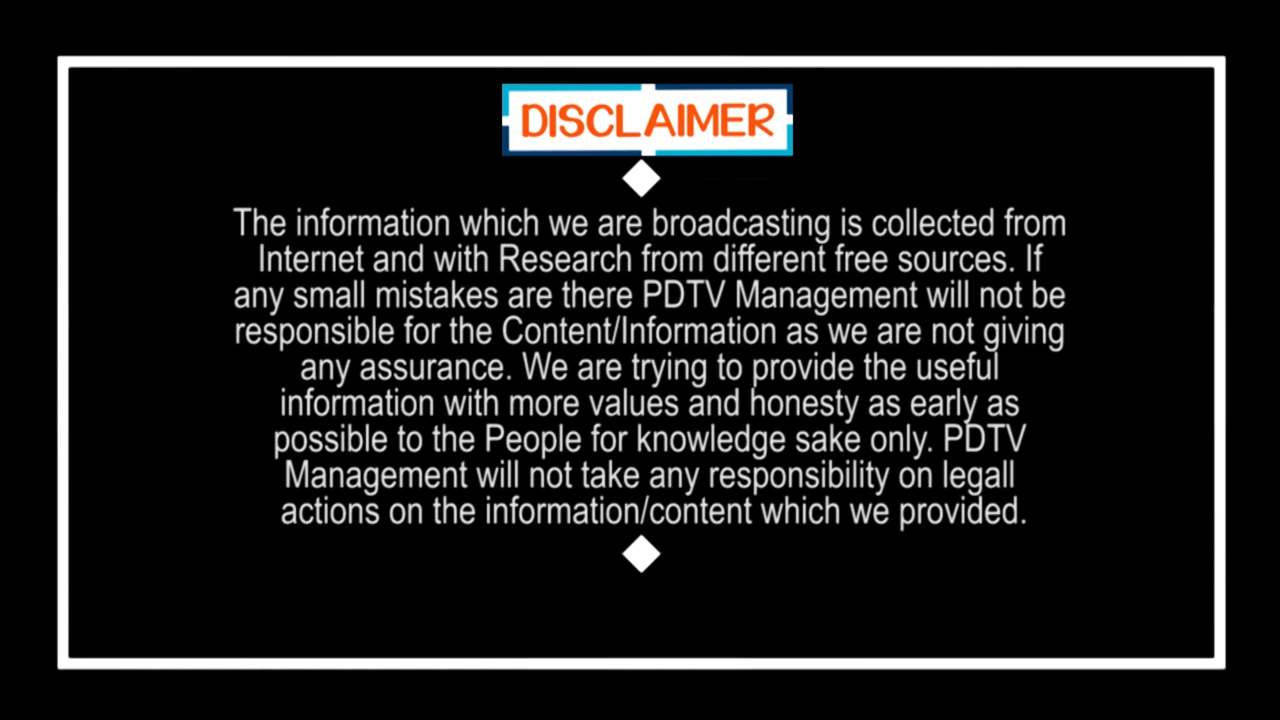 DISCLAIMER
The information which we are broadcasting is collected from
Internet and with Research from different free sources. If
any small mistakes are there PDTV Management will not be
responsible for the Content/Information as we are not giving
any assurance. We are trying to provide the useful
information with more values and honesty as early as
possible to the People for knowledge sake only. PDTV
Management will not take any responsibility on legall
actions on the information/content which we provided.